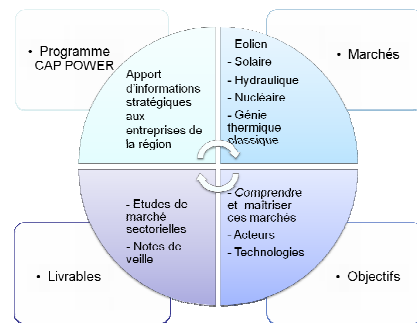 • Programme
CAP POWER
Apport
d'informations
stratégiques
aux
entreprises de
la région
Eolien
- Solaire
- Hydraulique
- Nucléaire
- Génie
thermique
classique
• Marchés
- Etudes de
marché
sectorielles
- Notes de
veille
- Comprendre
et maîtriser
ces marchés
- Acteurs
- Technologies
• Livrables
• Objectifs